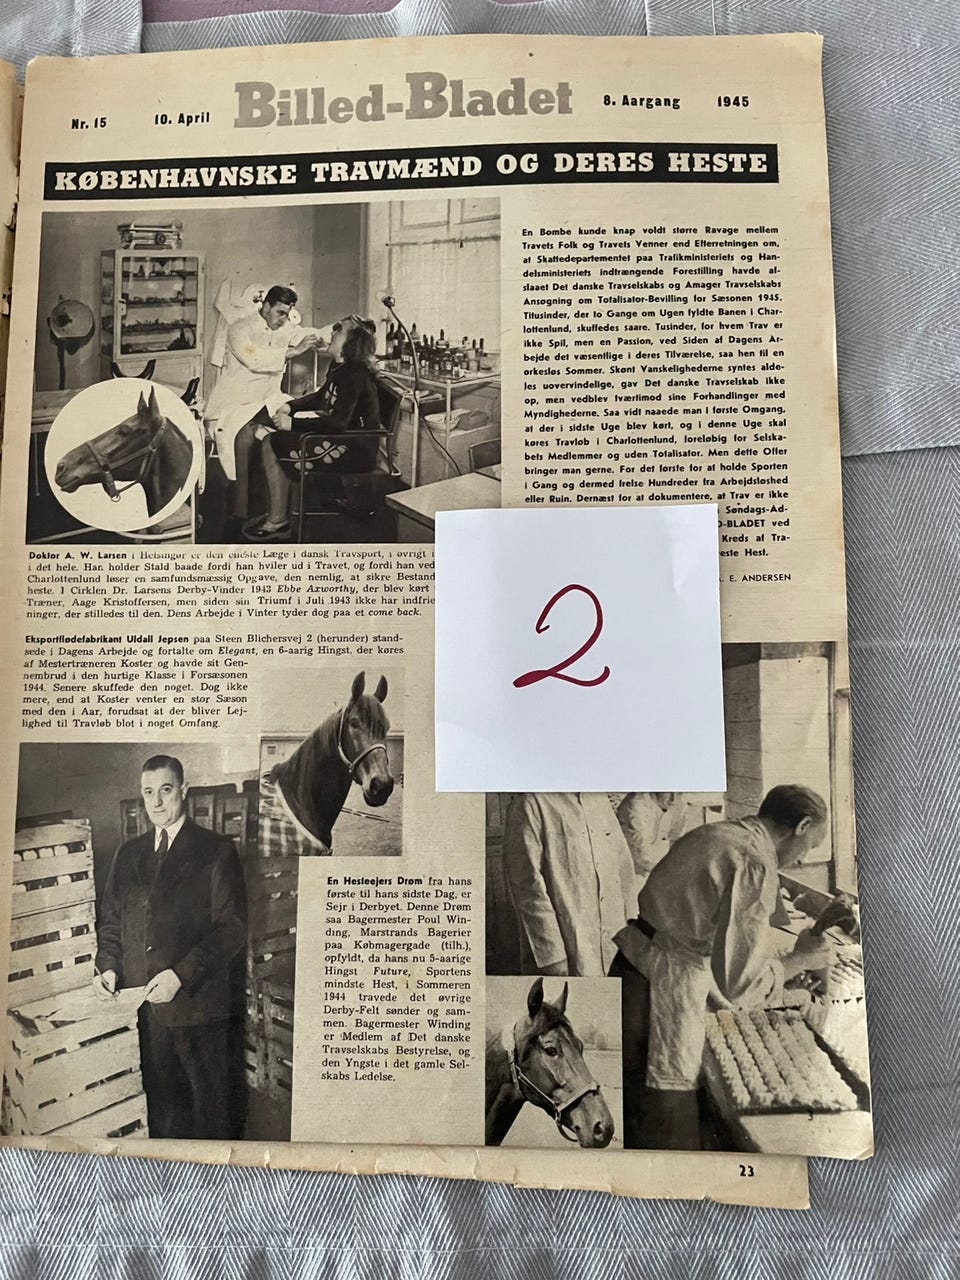 Nr. 15
10. April
Billed-Bladet
8. Aargang
1945
KØBENHAVNSKE TRAVMÆND OG DERES HESTE
En Bombe kunde knap voldt større Ravage mellem
Travets Folk og Travets Venner end Efterretningen om,
at Skattedepartementet paa Trafikministeriets og Han-
delsministeriets indtrængende Forestilling havde af-
slaaet Det danske Travselskabs og Amager Travselskabs
Ansøgning om Totalisator-Bevilling for Sæsonen 1945.
Titusinder, der to Gange om Ugen fyldte Banen i Char-
lottenlund, skuffedes saare. Tusinder, for hvem Trav er
ikke Spil, men en Passion, ved Siden af Dagens Ar-
bejde det væsentlige i deres Tilværelse, saa hen til en
orkesløs Sommer. Skønt Vanskelighederne syntes alde-
les uovervindelige, gav Det danske Travselskab ikke
op, men vedblev tværtimod sine Forhandlinger med
Myndighederne. Saa vidt naaede man i første Omgang,
at der i sidste Uge blev kørt, og i denne Uge skal
køres Travløb i Charlottenlund, foreløbig for Selska-
bets Medlemmer og uden Totalisator. Men dette Offer
bringer man gerne. For det første for at holde Sporten
i Gang og dermed frelse Hundreder fra Arbejdsløshed
eller Ruin. Dernæst for at dokumentere, at Trav er ikke
Søndags-Ad-
D-BLADET ved
Kreds af Tra-
este Hest.
. E. ANDERSEN
Doktor A. W. Larsen i Helsingør er den eneste Læge i dansk Travsport, i øvrigt i
i det hele. Han holder Stald baade fordi han hviler ud i Travet, og fordi han ved
Charlottenlund løser en samfundsmæssig Opgave, den nemlig, at sikre Bestand
heste. I Cirklen Dr. Larsens Derby-Vinder 1943 Ebbe Axworthy, der blev kørt
Træner, Aage Kristoffersen, men siden sin Triumf i Juli 1943 ikke har indfrie
ninger, der stilledes til den. Dens Arbejde i Vinter tyder dog paa et come back.
Eksportflødefabrikant Uldall Jepsen paa Steen Blichersvej 2 (herunder) stand-
sede i Dagens Arbejde og fortalte om Elegant, en 6-aarig Hingst, der køres
af Mestertræneren Koster og havde sit Gen-
nembrud i den hurtige Klasse i Forsæsonen
1944. Senere skuffede den noget. Dog ikke
mere, end at Koster venter en stor Sæson
med den i Aar, forudsat at der bliver Lej-
lighed til Travløb blot i noget Omfang.
2
En Hesteejers Drøm fra hans
første til hans sidste Dag, er
Sejr i Derbyet. Denne Drøm
saa Bagermester Poul Win-
ding, Marstrands Bagerier
paa Købmagergade (tilh.),
opfyldt, da hans nu 5-aarige
Hingst Future, Sportens
mindste Hest, i Sommeren
1944 travede det øvrige
Derby-Felt sønder og sam-
men. Bagermester Winding
er Medlem af Det danske
Travselskabs Bestyrelse, og
den Yngste i det gamle Sel-
skabs Ledelse.
3
23